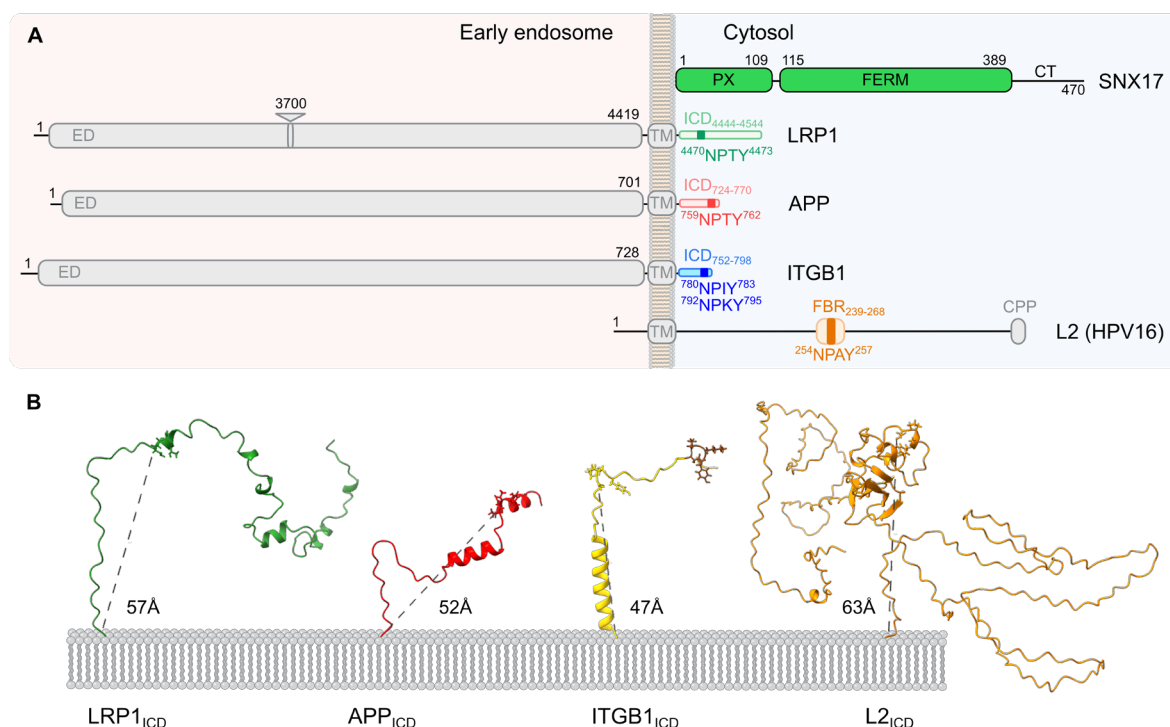 A
Early endosome
Cytosol
1 109 115 389
PX FERM CT
470
SNX17
3700
1 4419
ED TM
ICD4444-4544
LRP1
4470NPTY4473
1 701
ED TM
ICD724-770
APP
759NPTY762
1 728
ED TM
ICD752-798
ITGB1
780NPIY783
792NPKY795
1
TM
FBR239-268
CPP
L2 (HPV16)
254NPAY257
B
57Å 52Å 47Å 63Å
LRP1ICD APPICD ITGB1ICD L2ICD